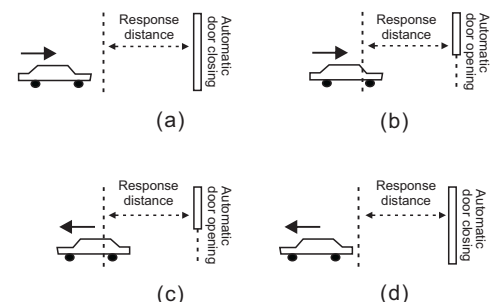 Response
distance
Automatic
door closing
(a)
Response
distance
Automatic
door opening
(b)
Response
distance
Automatic
door opening
(c)
Response
distance
Automatic
door closing
(d)